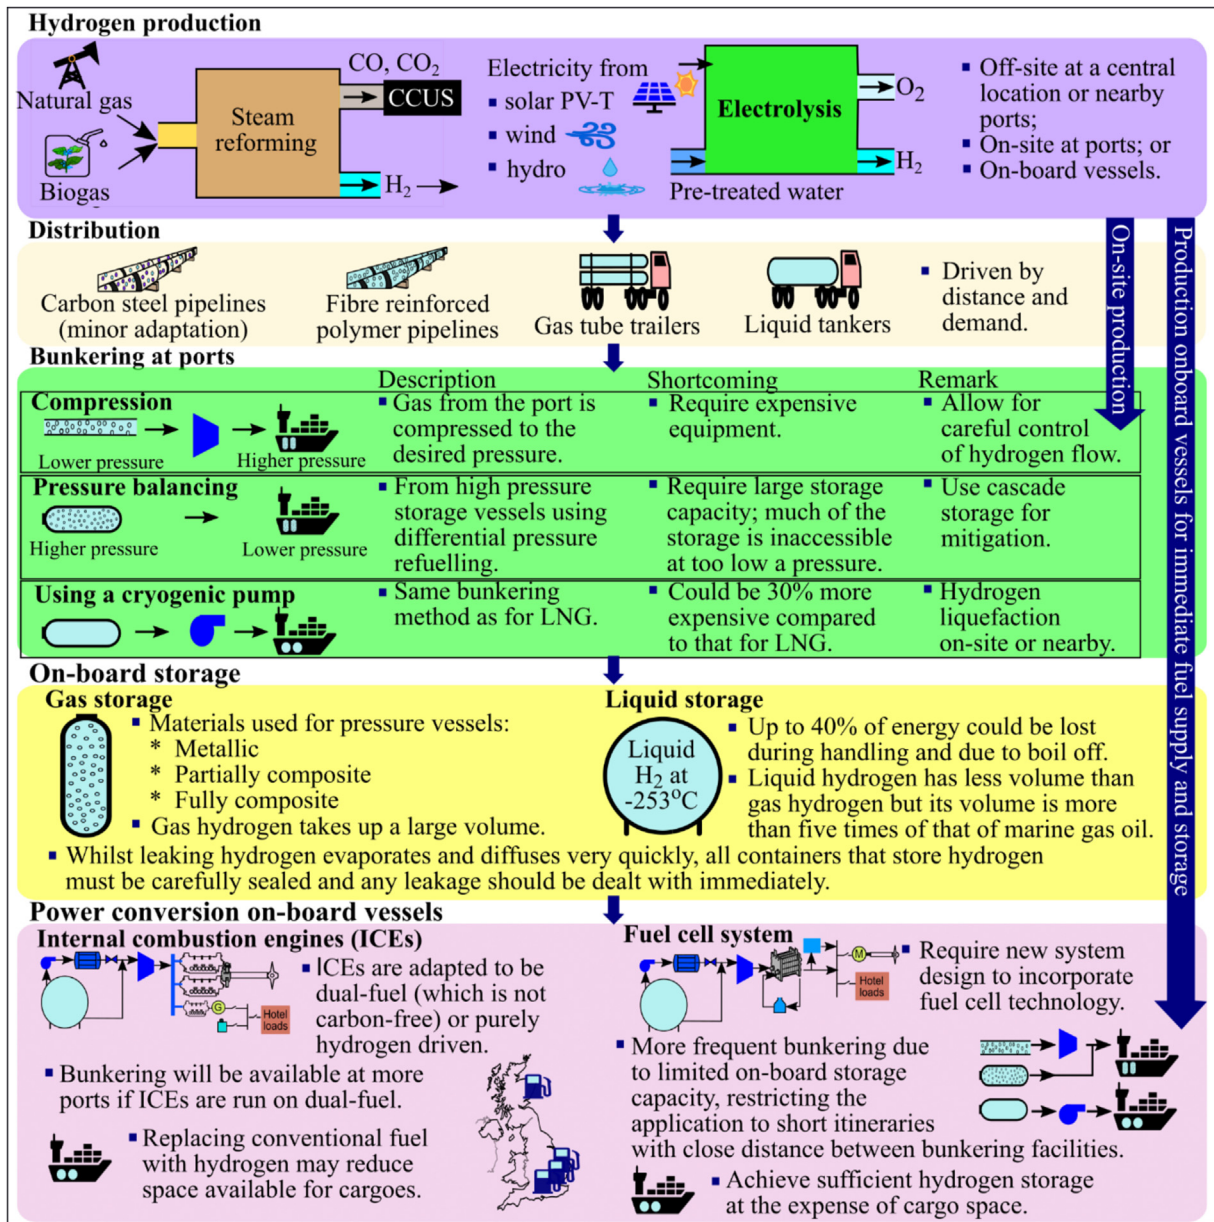 Hydrogen production
Natural gas
Biogas
Steam
reforming
CO, CO₂
CCUS
H₂
Electricity from
▪ solar PV-T
▪ wind
▪ hydro
Electrolysis
Pre-treated water
O₂
H₂
▪ Off-site at a central
location or nearby
ports;
▪ On-site at ports; or
▪ On-board vessels.
On-site production
Production onboard vessels for immediate fuel supply and storage
Distribution
Carbon steel pipelines
(minor adaptation)
Fibre reinforced
polymer pipelines
Gas tube trailers
Liquid tankers
▪ Driven by
distance and
demand.
Bunkering at ports
Description
Shortcoming
Remark
Compression
Lower pressure
Higher pressure
▪ Gas from the port is
compressed to the
desired pressure.
▪ Require expensive
equipment.
▪ Allow for
careful control
of hydrogen flow.
Pressure balancing
Higher pressure
Lower pressure
▪ From high pressure
storage vessels using
differential pressure
refuelling.
▪ Require large storage
capacity; much of the
storage is inaccessible
at too low a pressure.
▪ Use cascade
storage for
mitigation.
Using a cryogenic pump
▪ Same bunkering
method as for LNG.
▪ Could be 30% more
expensive compared
to that for LNG.
▪ Hydrogen
liquefaction
on-site or nearby.
On-board storage
Gas storage
▪ Materials used for pressure vessels:
* Metallic
* Partially composite
* Fully composite
▪ Gas hydrogen takes up a large volume.
Liquid storage
Liquid
H₂ at
-253°C
▪ Up to 40% of energy could be lost
during handling and due to boil off.
▪ Liquid hydrogen has less volume than
gas hydrogen but its volume is more
than five times of that of marine gas oil.
▪ Whilst leaking hydrogen evaporates and diffuses very quickly, all containers that store hydrogen
must be carefully sealed and any leakage should be dealt with immediately.
Power conversion on-board vessels
Internal combustion engines (ICEs)
G
Hotel
loads
▪ ICEs are adapted to be
dual-fuel (which is not
carbon-free) or purely
hydrogen driven.
▪ Bunkering will be available at more
ports if ICEs are run on dual-fuel.
▪ Replacing conventional fuel
with hydrogen may reduce
space available for cargoes.
Fuel cell system
M
Hotel
loads
▪ Require new system
design to incorporate
fuel cell technology.
▪ More frequent bunkering due
to limited on-board storage
capacity, restricting the
application to short itineraries
with close distance between bunkering facilities.
▪ Achieve sufficient hydrogen storage
at the expense of cargo space.